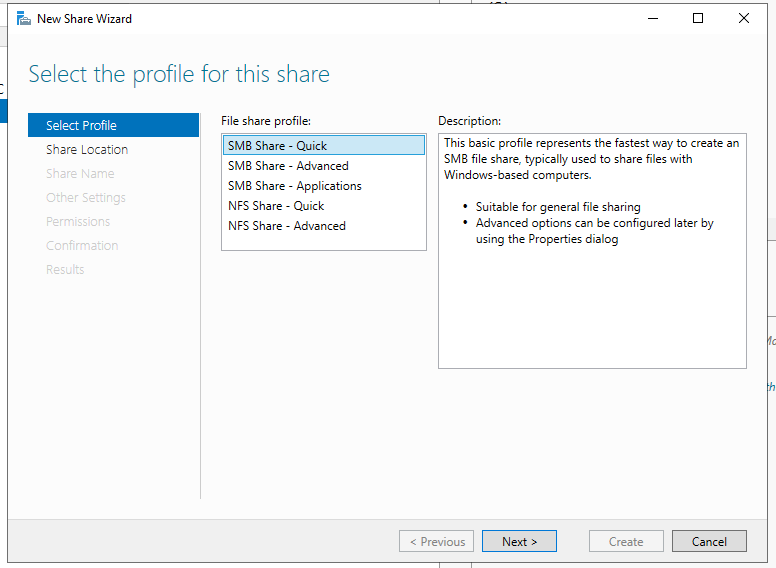 New Share Wizard
Select the profile for this share
Select Profile
Share Location
Share Name
Other Settings
Permissions
Confirmation
Results
File share profile:
SMB Share - Quick
SMB Share - Advanced
SMB Share - Applications
NFS Share - Quick
NFS Share - Advanced
Description:
This basic profile represents the fastest way to create an
SMB file share, typically used to share files with
Windows-based computers.
• Suitable for general file sharing
• Advanced options can be configured later by
using the Properties dialog
< Previous
Next >
Create
Cancel